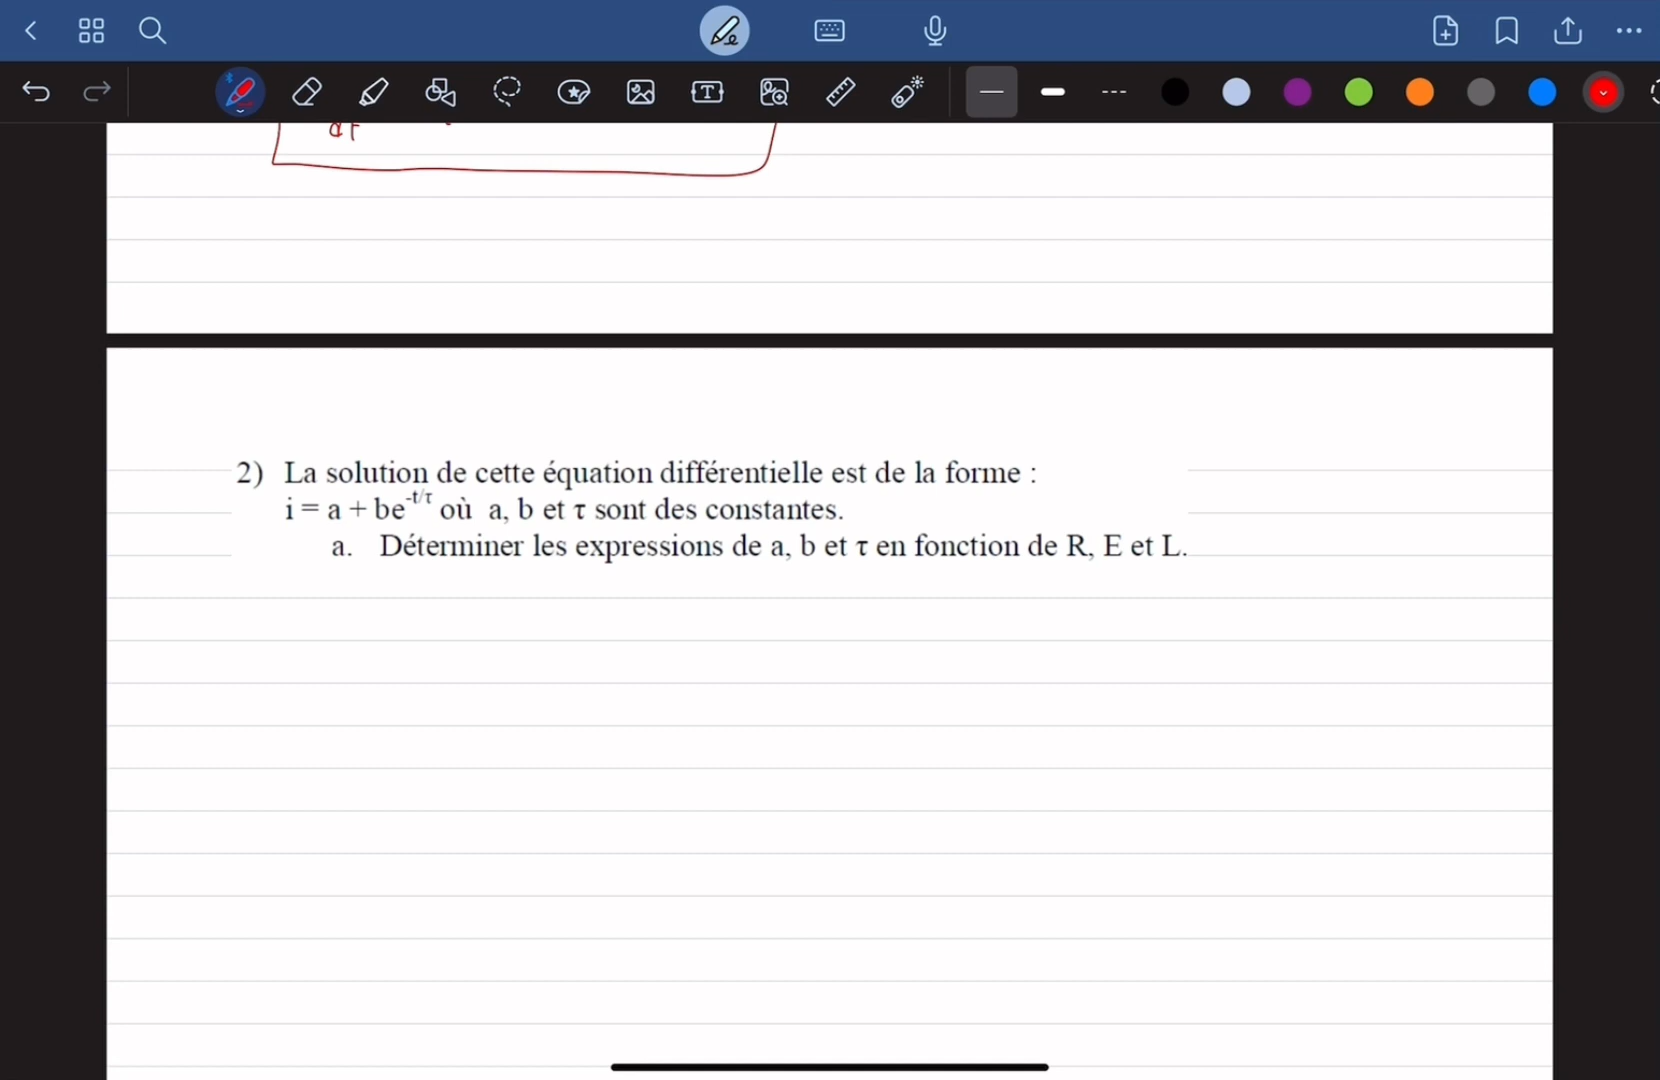 2) La solution de cette équation différentielle est de la forme :
i = a + be^-t/τ où a, b et τ sont des constantes.
a. Déterminer les expressions de a, b et τ en fonction de R, E et L.